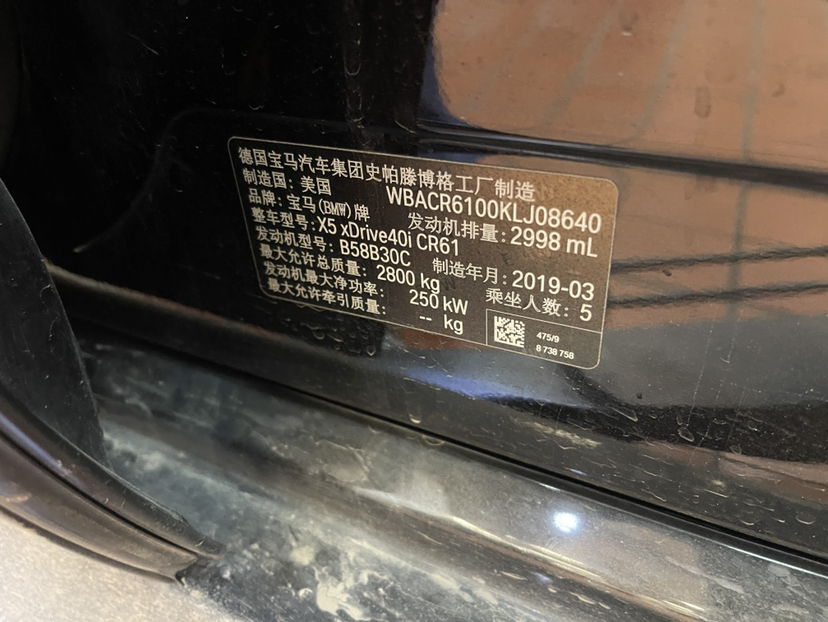 德国宝马汽车集团史帕滕博格工厂制造
制造国：美国 WBACR6100KLJ08640
品牌：宝马(BMW)牌 发动机排量：2998 mL
整车型号：X5 xDrive40i CR61
发动机型号：B58B30C 制造年月：2019-03
最大允许总质量：2800 kg 乘坐人数：5
发动机最大净功率：250 kW
最大允许牵引质量：-- kg
475/9
8 738 758